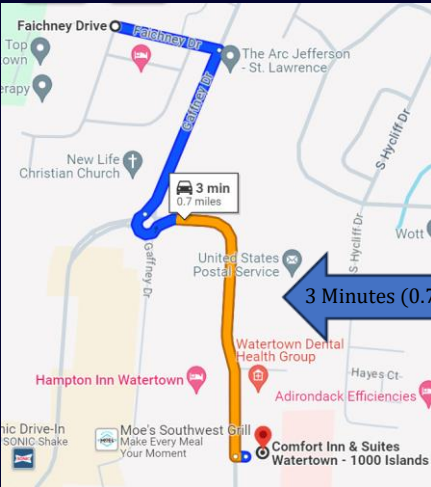 Faichney Drive
Faichney Dr
Top
own
The Arc Jefferson
- St. Lawrence
erapy
Gaffney Dr
S Hycliff Dr
New Life
Christian Church
3 min
0.7 miles
Wott
Gaffney Dr
United States
Postal Service
S Hycliff Dr
3 Minutes (0.7
Watertown Dental
Health Group
Hampton Inn Watertown
Hayes Ct
Adirondack Efficiencies
nic Drive-In
SONIC Shake
SONIC
MOE'S
Moe's Southwest Grill
Make Every Meal
Your Moment
Comfort Inn & Suites
Watertown - 1000 Islands